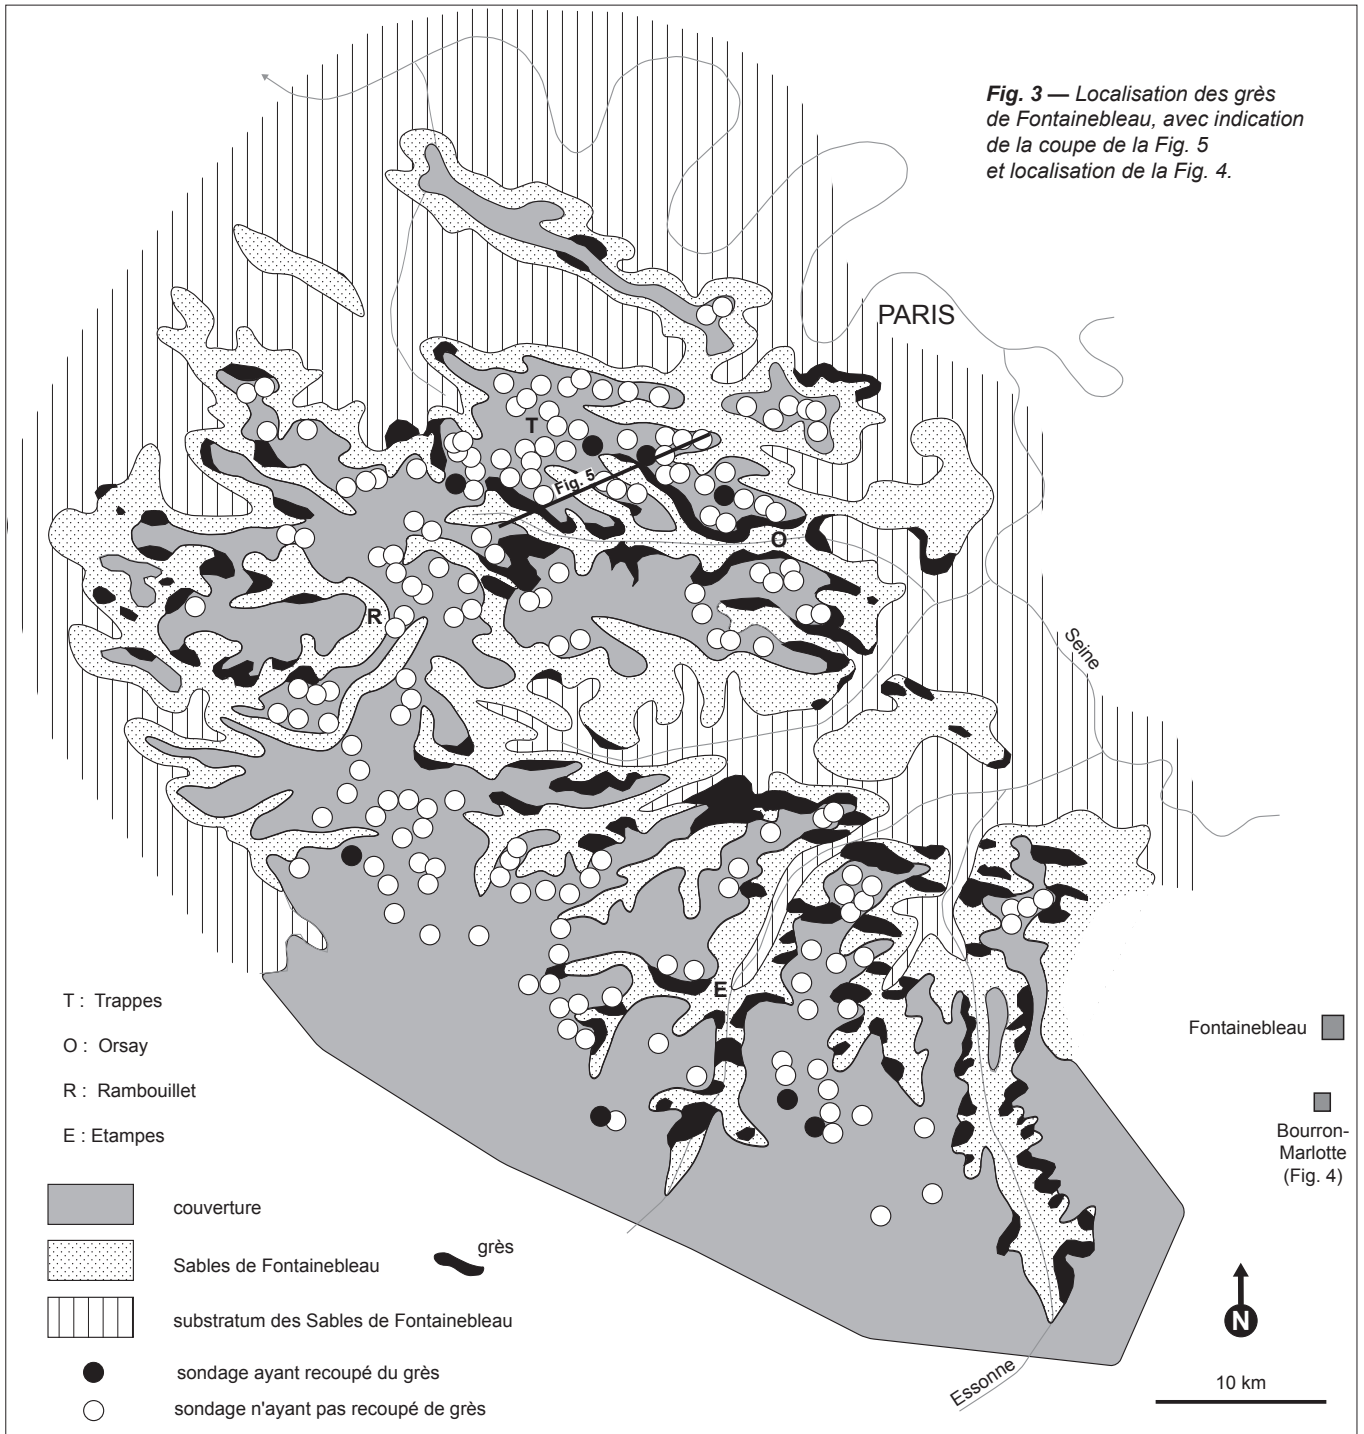 Fig. 3 — Localisation des grès
de Fontainebleau, avec indication
de la coupe de la Fig. 5
et localisation de la Fig. 4.
PARIS
T
Fig. 5
O
R
Seine
E
T : Trappes
O : Orsay
R : Rambouillet
E : Etampes
Fontainebleau
Bourron-
Marlotte
(Fig. 4)
couverture
grès
Sables de Fontainebleau
substratum des Sables de Fontainebleau
sondage ayant recoupé du grès
sondage n'ayant pas recoupé de grès
Essonne
N
10 km